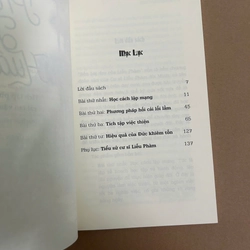 Mục Lục
Lời đầu sách 7
Bài thứ nhất: Học cách lập mạng 11
Bài thứ hai: Phương pháp hối cải lỗi lầm
Bài thứ ba: Tích tập việc thiện
Bài thứ tư: Hiệu quả của Đức khiêm tốn 127
Phụ lục: Tiểu sử cư sĩ Liễu Phàm 137